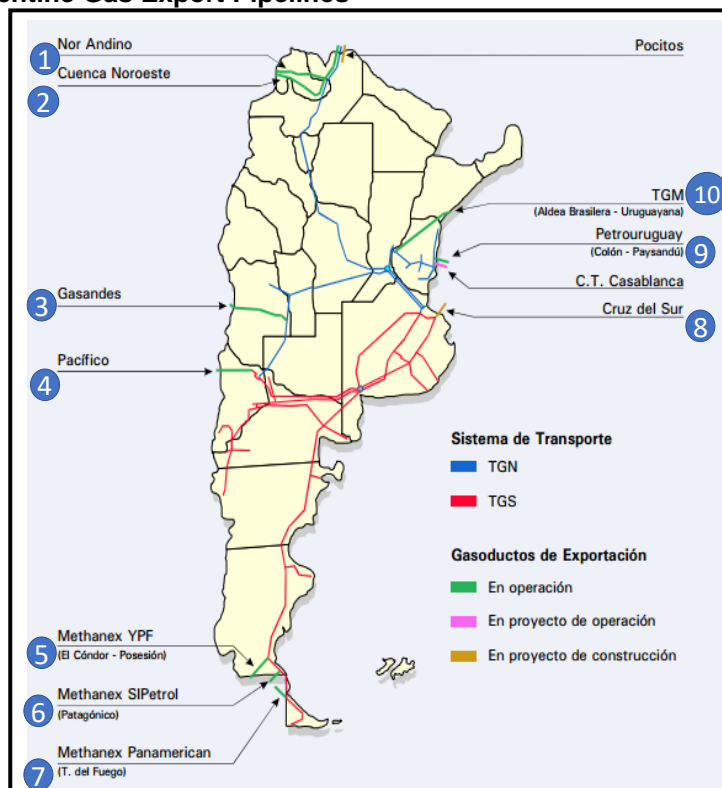 entino Gas Export Pipelines
Nor Andino
1
Cuenca Noroeste
2
Pocitos
TGM
10
(Aldea Brasilera - Uruguayana)
Petrouruguay
9
(Colón - Paysandú)
C.T. Casablanca
Cruz del Sur
8
Gasandes
3
Pacífico
4
Sistema de Transporte
TGN
TGS
Gasoductos de Exportación
En operación
En proyecto de operación
En proyecto de construcción
Methanex YPF
5
(El Cóndor - Posesión)
Methanex SIPetrol
6
(Patagónico)
Methanex Panamerican
7
(T. del Fuego)